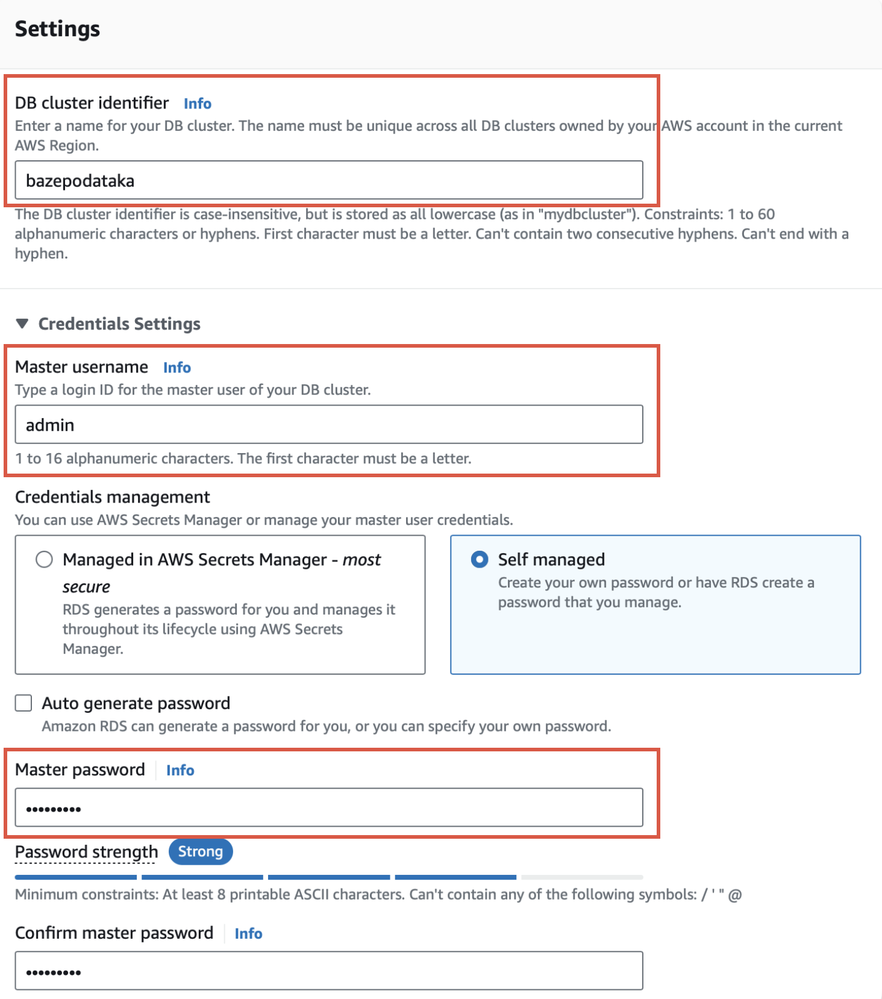 Settings
DB cluster identifier Info
Enter a name for your DB cluster. The name must be unique across all DB clusters owned by your AWS account in the current
AWS Region.
bazepodataka
The DB cluster identifier is case-insensitive, but is stored as all lowercase (as in "mydbcluster"). Constraints: 1 to 60
alphanumeric characters or hyphens. First character must be a letter. Can't contain two consecutive hyphens. Can't end with a
hyphen.
Credentials Settings
Master username Info
Type a login ID for the master user of your DB cluster.
admin
1 to 16 alphanumeric characters. The first character must be a letter.
Credentials management
You can use AWS Secrets Manager or manage your master user credentials.
Managed in AWS Secrets Manager - most
secure
RDS generates a password for you and manages it
throughout its lifecycle using AWS Secrets
Manager.
Self managed
Create your own password or have RDS create a
password that you manage.
Auto generate password
Amazon RDS can generate a password for you, or you can specify your own password.
Master password Info
•••••••••
Password strength Strong
Minimum constraints: At least 8 printable ASCII characters. Can't contain any of the following symbols: / ' " @
Confirm master password Info
•••••••••